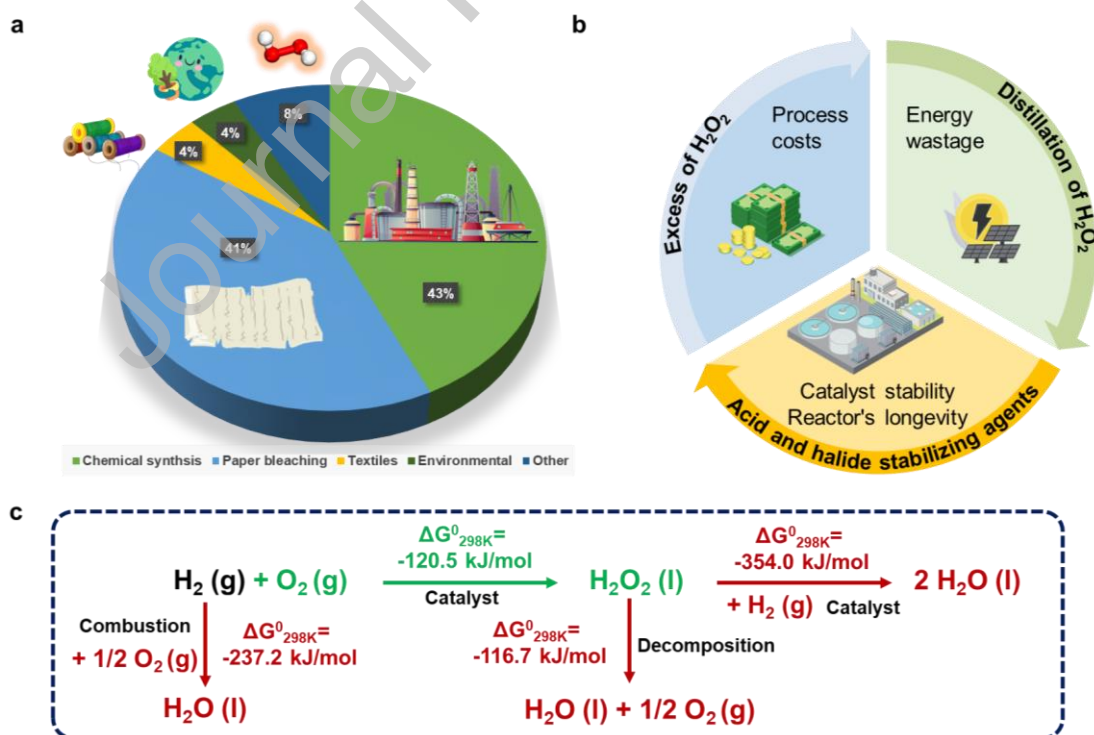 Journal
a
8%
4%
4%
41%
43%
Chemical synthsis Paper bleaching Textiles Environmental Other
b
Excess of H₂O₂
Process
costs
Energy
wastage
Distillation of H₂O₂
Catalyst stability
Reactor's longevity
Acid and halide stabilizing agents
c
ΔG⁰₂₉₈K=
-120.5 kJ/mol
ΔG⁰₂₉₈K=
-354.0 kJ/mol
H₂ (g) + O₂ (g)
Catalyst
H₂O₂ (l)
+ H₂ (g) Catalyst
2 H₂O (l)
Combustion
+ 1/2 O₂ (g)
ΔG⁰₂₉₈K=
-237.2 kJ/mol
ΔG⁰₂₉₈K=
-116.7 kJ/mol
Decomposition
H₂O (l)
H₂O (l) + 1/2 O₂ (g)